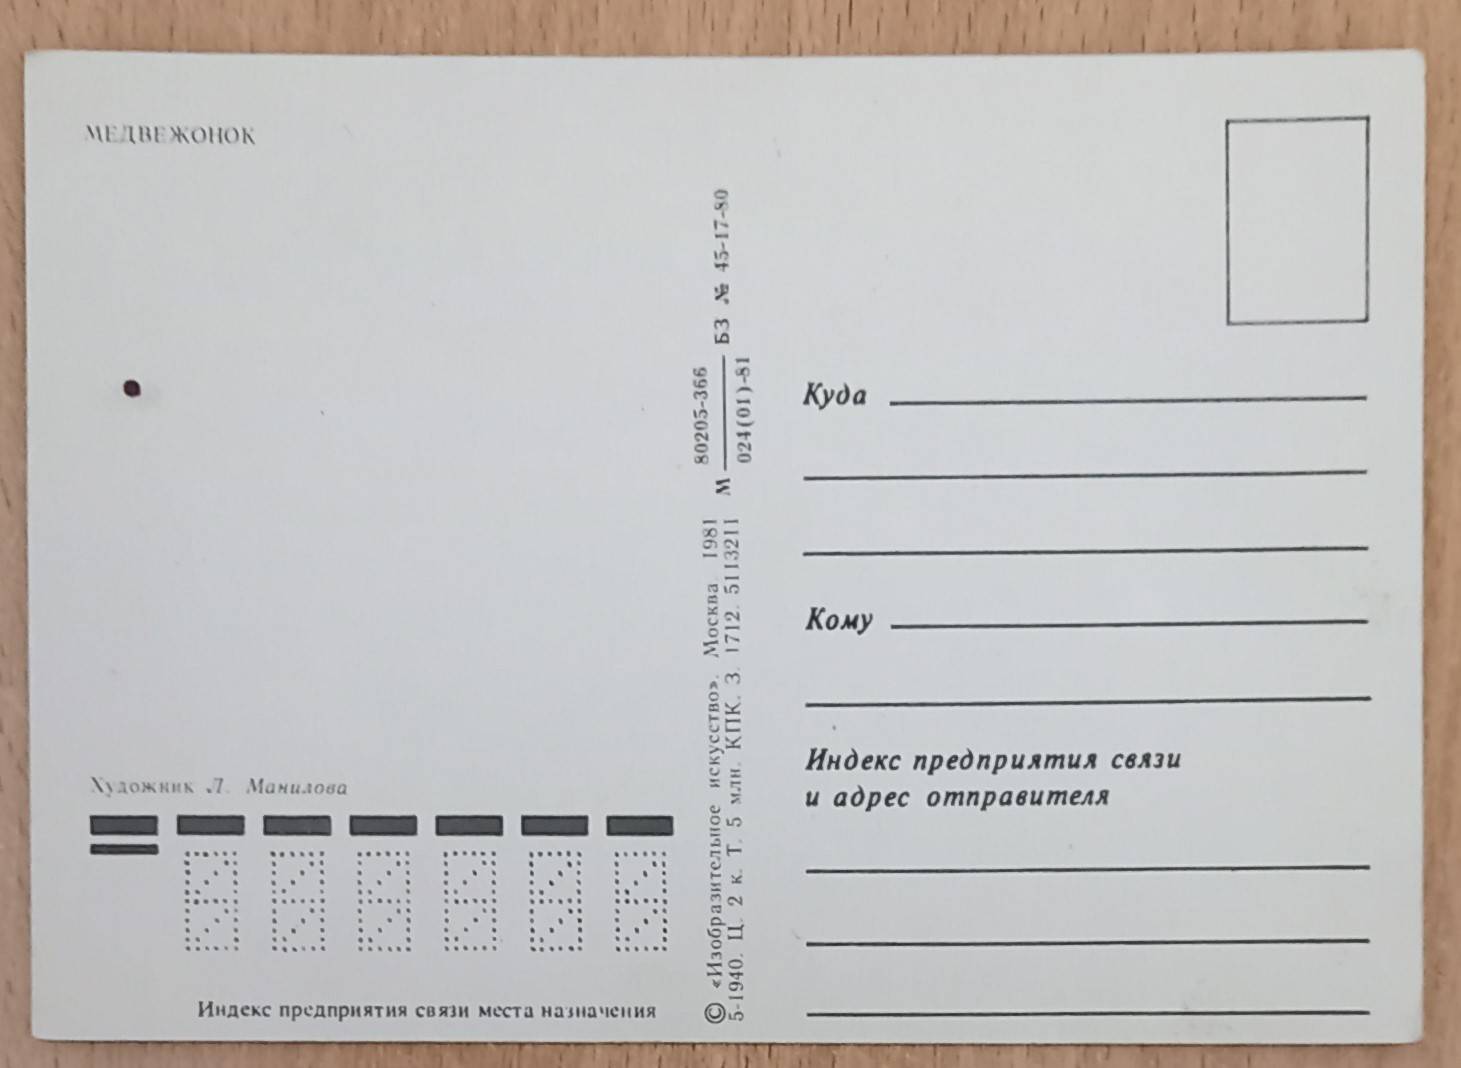 МЕДВЕЖОНОК
Художник Л. Манилова
Индекс предприятия связи места назначения
© «Изобразительное искусство». Москва. 1981
5-1940. Ц. 2 к. Т. 5 млн. КПК. З. 1712. 5113211
80205-366
М ——— БЗ № 45-17-80
024(01)-81
Куда
Кому
Индекс предприятия связи
и адрес отправителя